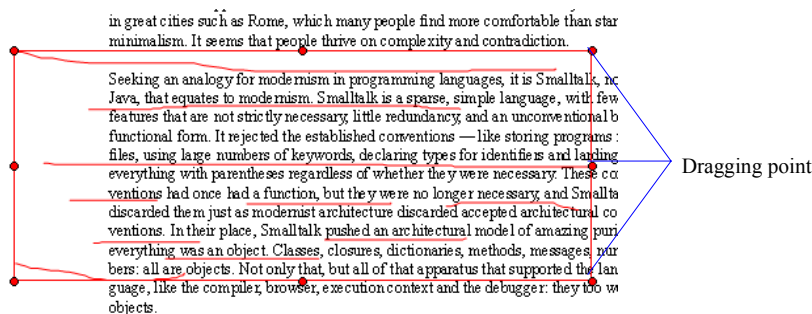 in great cities such as Rome, which many people find more comfortable than
minimalism. It seems that people thrive on complexity and contradiction.
Seeking an analogy for modernism in programming languages, it is Smalltalk,
Java, that equates to modernism. Smalltalk is a sparse, simple language, with few
features that are not strictly necessary, little redundancy, and an unconventional
functional form. It rejected the established conventions — like storing programs
files, using large numbers of keywords, declaring types for identifiers and larding
everything with parentheses regardless of whether they were necessary. These
ventions had once had a function, but they were no longer necessary, and
discarded them just as modernist architecture discarded accepted architectural
ventions. In their place, Smalltalk pushed an architectural model of amazing
everything was an object. Classes, closures, dictionaries, methods, messages,
bers: all are objects. Not only that, but all of that apparatus that supported the
guage, like the compiler, browser, execution context and the debugger: they too
objects.
Dragging point